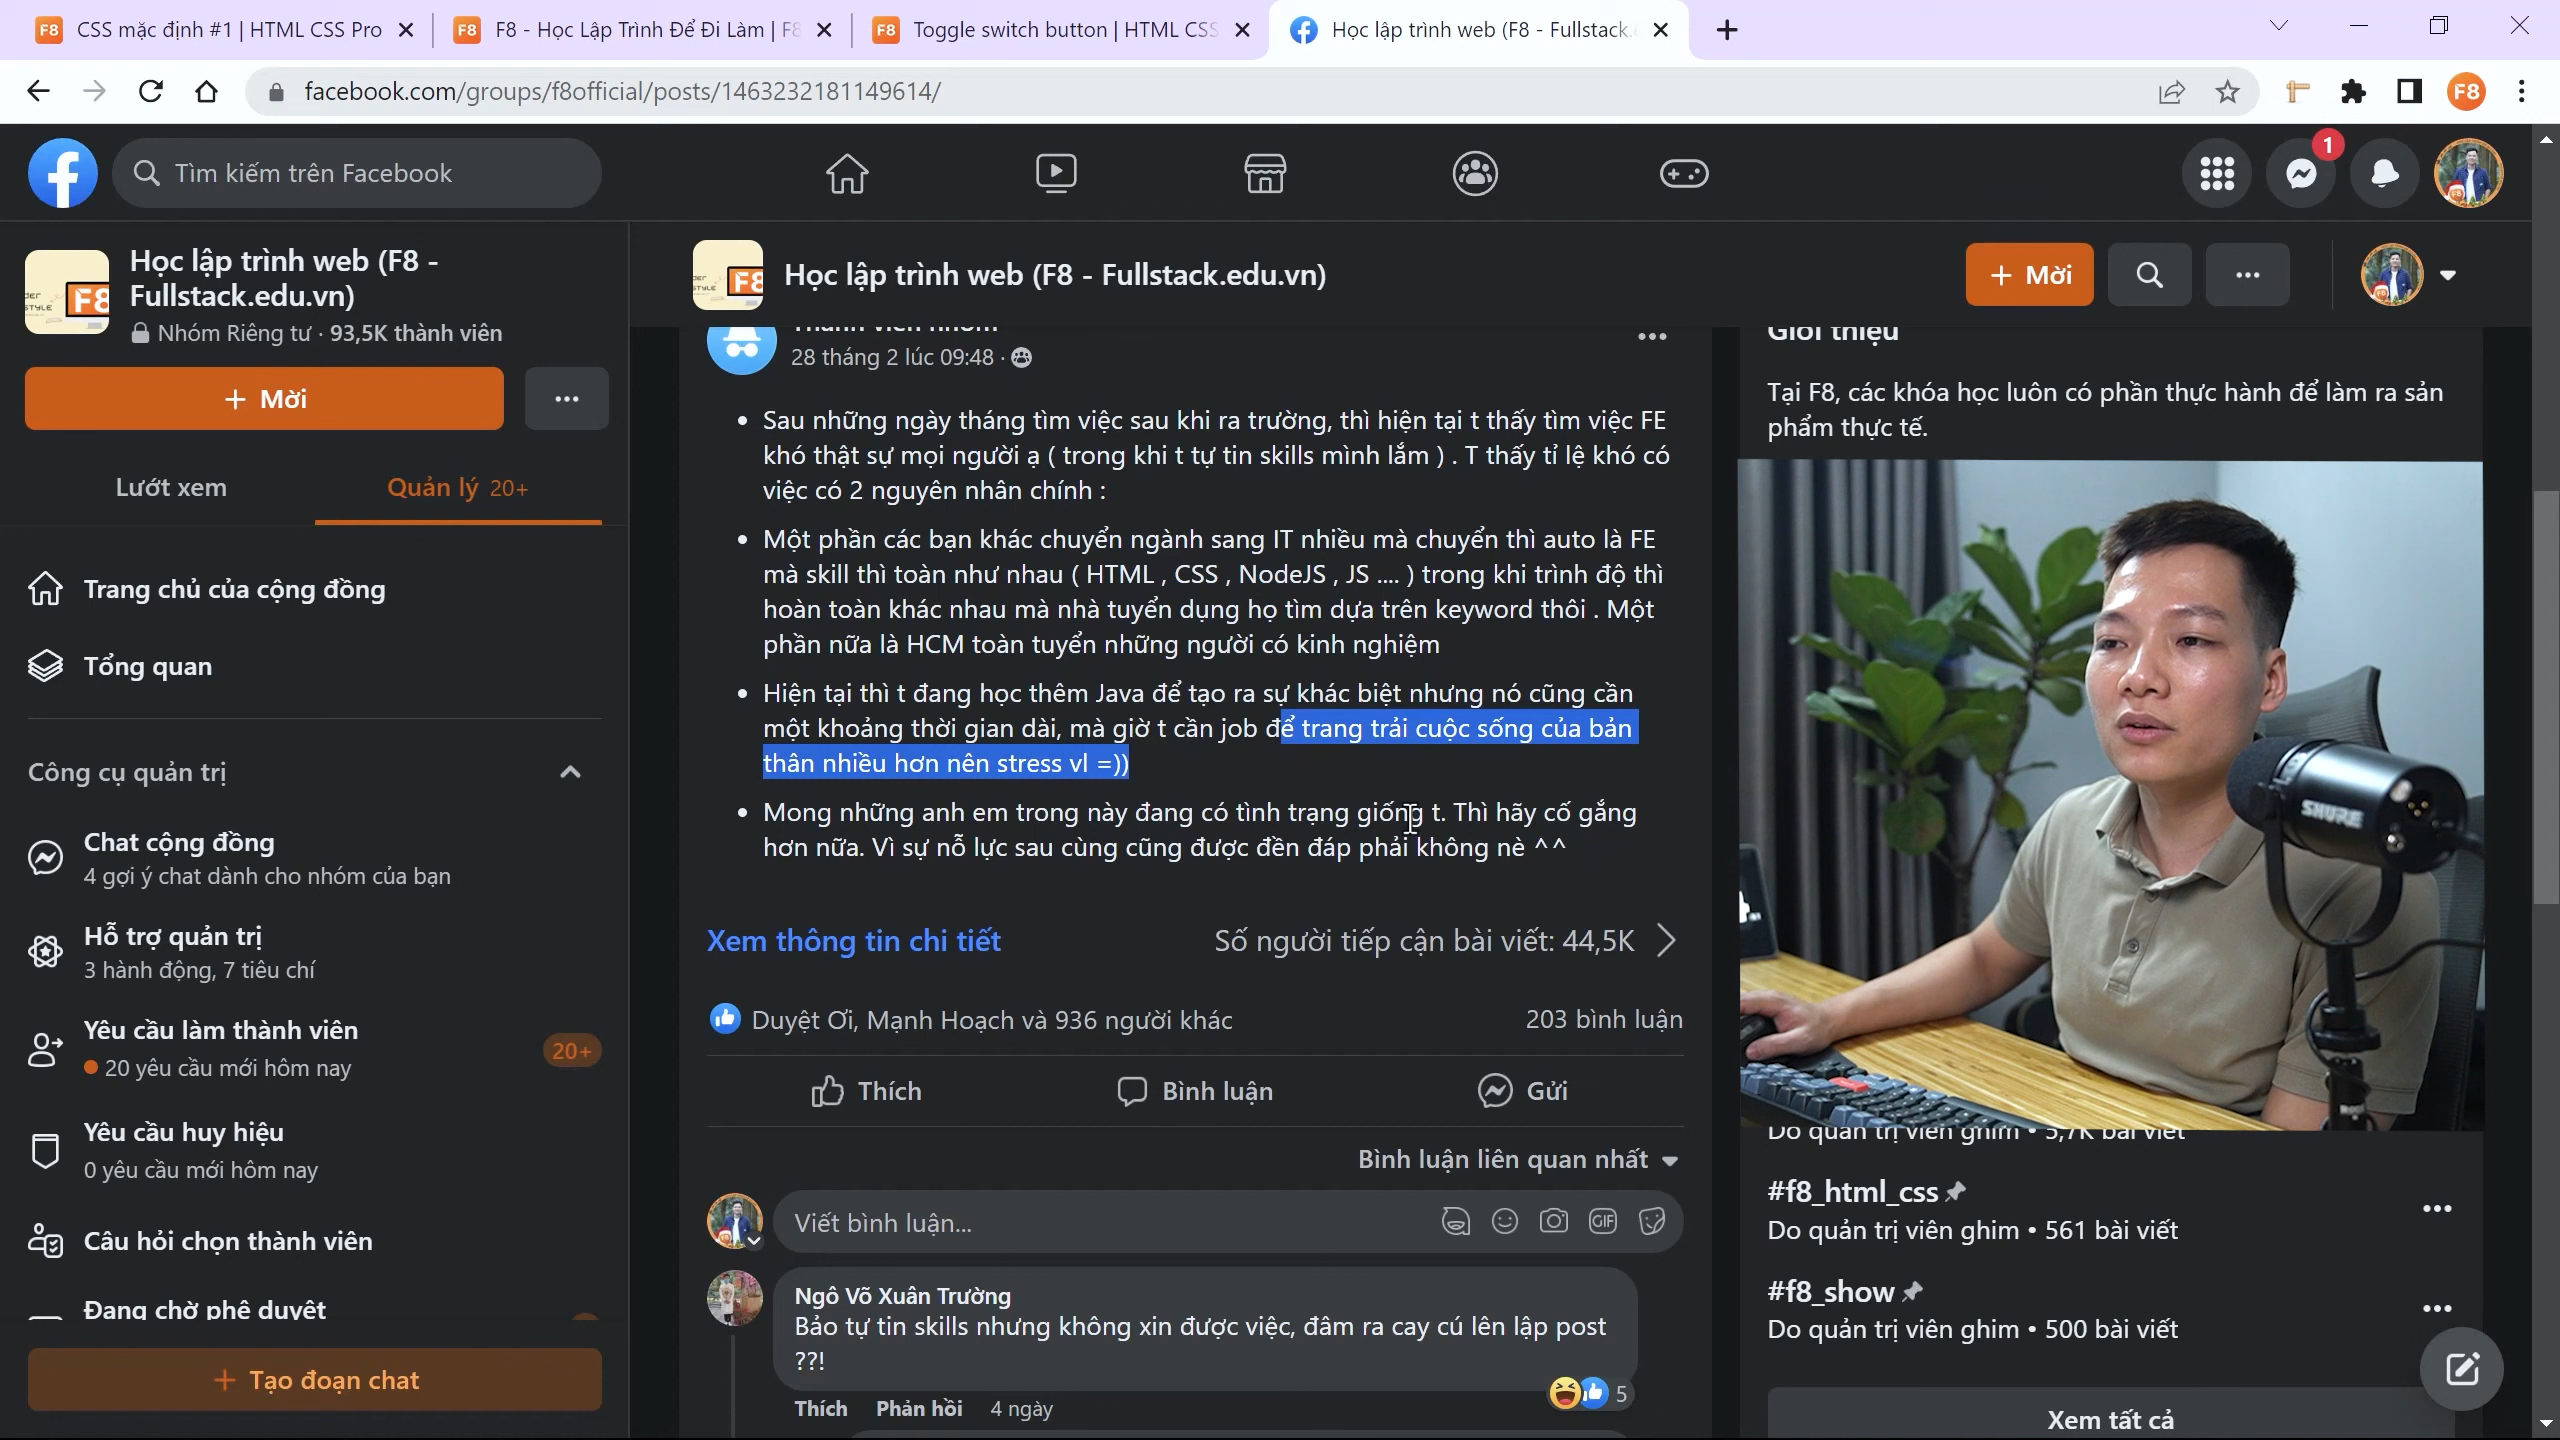 CSS mặc định #1 | HTML CSS Pro
F8 - Học Lập Trình Để Đi Làm | F8
Toggle switch button | HTML CSS
Học lập trình web (F8 - Fullstack.
facebook.com/groups/f8official/posts/1463232181149614/
F8
Tìm kiếm trên Facebook
1
Học lập trình web (F8 -
Fullstack.edu.vn)
Nhóm Riêng tư · 93,5K thành viên
+ Mời
Lướt xem
Quản lý 20+
Trang chủ của cộng đồng
Tổng quan
Công cụ quản trị
Chat cộng đồng
4 gợi ý chat dành cho nhóm của bạn
Hỗ trợ quản trị
3 hành động, 7 tiêu chí
Yêu cầu làm thành viên
20 yêu cầu mới hôm nay
20+
Yêu cầu huy hiệu
0 yêu cầu mới hôm nay
Câu hỏi chọn thành viên
Đang chờ phê duyệt
+ Tạo đoạn chat
Học lập trình web (F8 - Fullstack.edu.vn)
+ Mời
Thành viên nhóm
28 tháng 2 lúc 09:48 ·
• Sau những ngày tháng tìm việc sau khi ra trường, thì hiện tại t thấy tìm việc FE
khó thật sự mọi người ạ ( trong khi t tự tin skills mình lắm ) . T thấy tỉ lệ khó có
việc có 2 nguyên nhân chính :
• Một phần các bạn khác chuyển ngành sang IT nhiều mà chuyển thì auto là FE
mà skill thì toàn như nhau ( HTML , CSS , NodeJS , JS .... ) trong khi trình độ thì
hoàn toàn khác nhau mà nhà tuyển dụng họ tìm dựa trên keyword thôi . Một
phần nữa là HCM toàn tuyển những người có kinh nghiệm
• Hiện tại thì t đang học thêm Java để tạo ra sự khác biệt nhưng nó cũng cần
một khoảng thời gian dài, mà giờ t cần job để trang trải cuộc sống của bản
thân nhiều hơn nên stress vl =))
• Mong những anh em trong này đang có tình trạng giống t. Thì hãy cố gắng
hơn nữa. Vì sự nỗ lực sau cùng cũng được đền đáp phải không nè ^^
Xem thông tin chi tiết
Số người tiếp cận bài viết: 44,5K
Duyệt Ơi, Mạnh Hoạch và 936 người khác
203 bình luận
Thích
Bình luận
Gửi
Bình luận liên quan nhất
Viết bình luận...
GIF
Ngô Võ Xuân Trường
Bảo tự tin skills nhưng không xin được việc, đâm ra cay cú lên lập post
??!
5
Thích Phản hồi 4 ngày
Giới thiệu
Tại F8, các khóa học luôn có phần thực hành để làm ra sản
phẩm thực tế.
SHURE
Do quản trị viên ghim • 5,7K bài viết
#f8_html_css
Do quản trị viên ghim • 561 bài viết
#f8_show
Do quản trị viên ghim • 500 bài viết
Xem tất cả